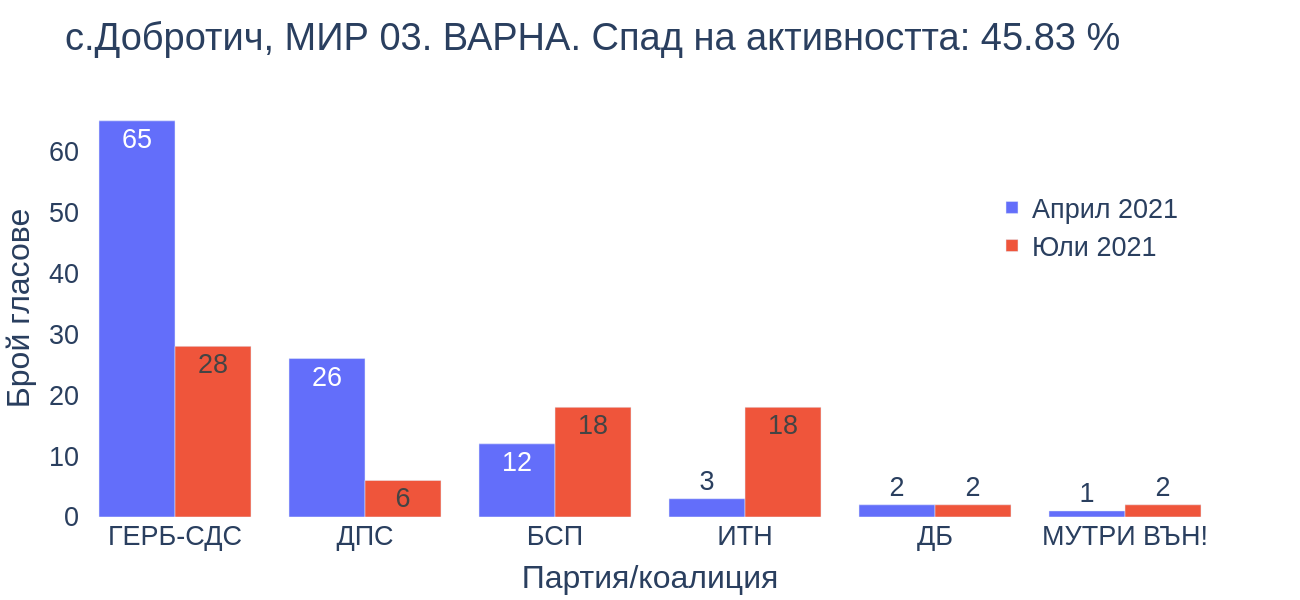 с.Добротич, МИР 03. ВАРНА. Спад на активността: 45.83 %
Брой гласове
60
50
40
30
20
10
0
65
28
26
6
12
18
3
18
2
2
1
2
Април 2021
Юли 2021
ГЕРБ-СДС
ДПС
БСП
ИТН
ДБ
МУТРИ ВЪН!
Партия/коалиция